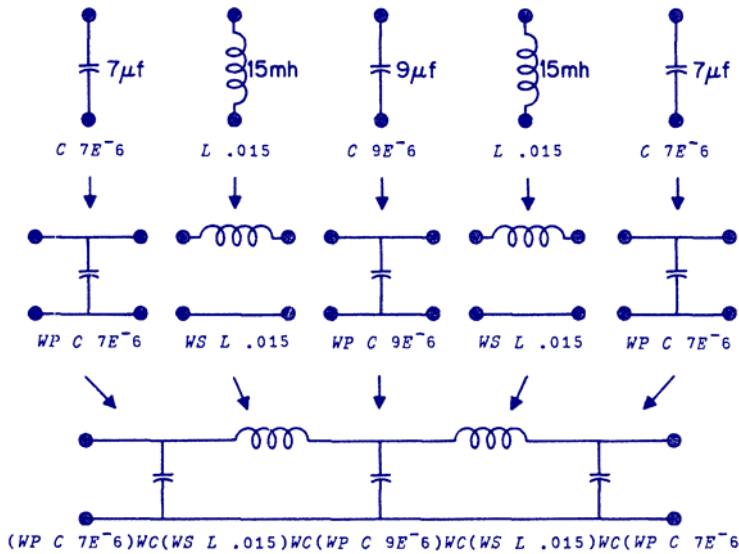 7μf 15mh 9μf 15mh 7μf
C 7E⁻6 L .015 C 9E⁻6 L .015 C 7E⁻6
WP C 7E⁻6 WS L .015 WP C 9E⁻6 WS L .015 WP C 7E⁻6
(WP C 7E⁻6)WC(WS L .015)WC(WP C 9E⁻6)WC(WS L .015)WC(WP C 7E⁻6